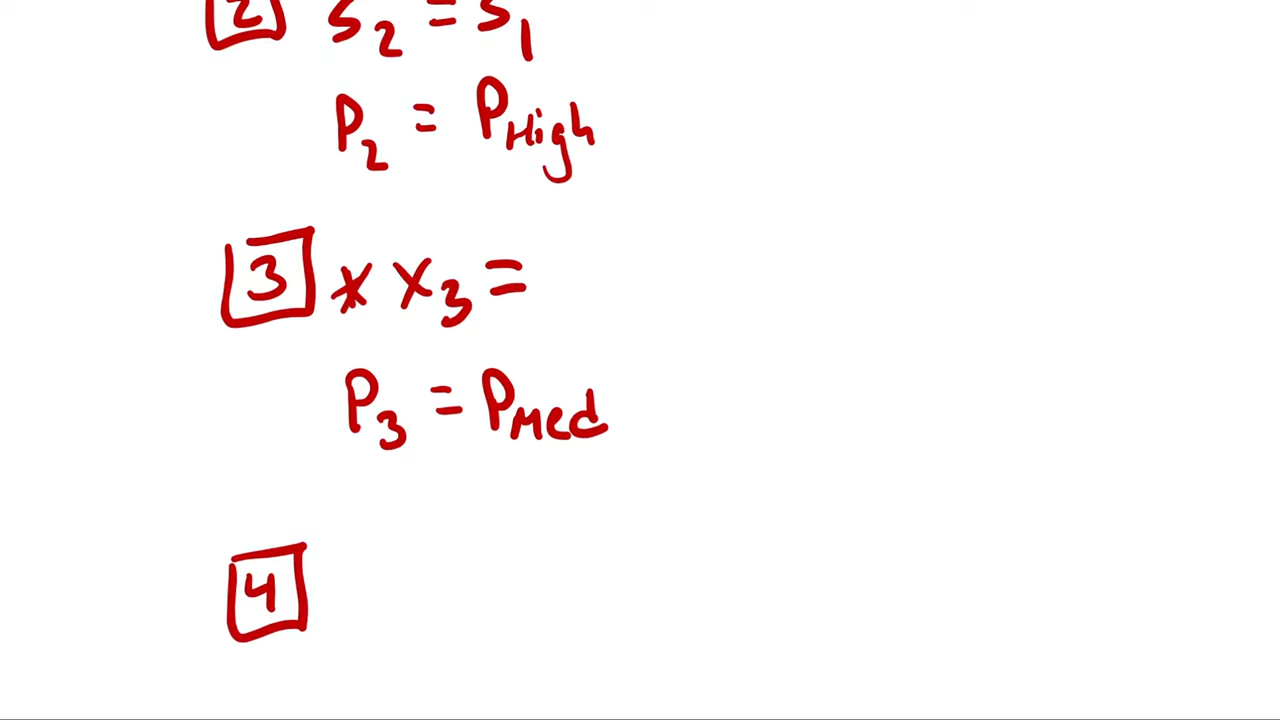 2 S2 = S1
P2 = PHigh
3 * x3 =
P3 = PMed
4